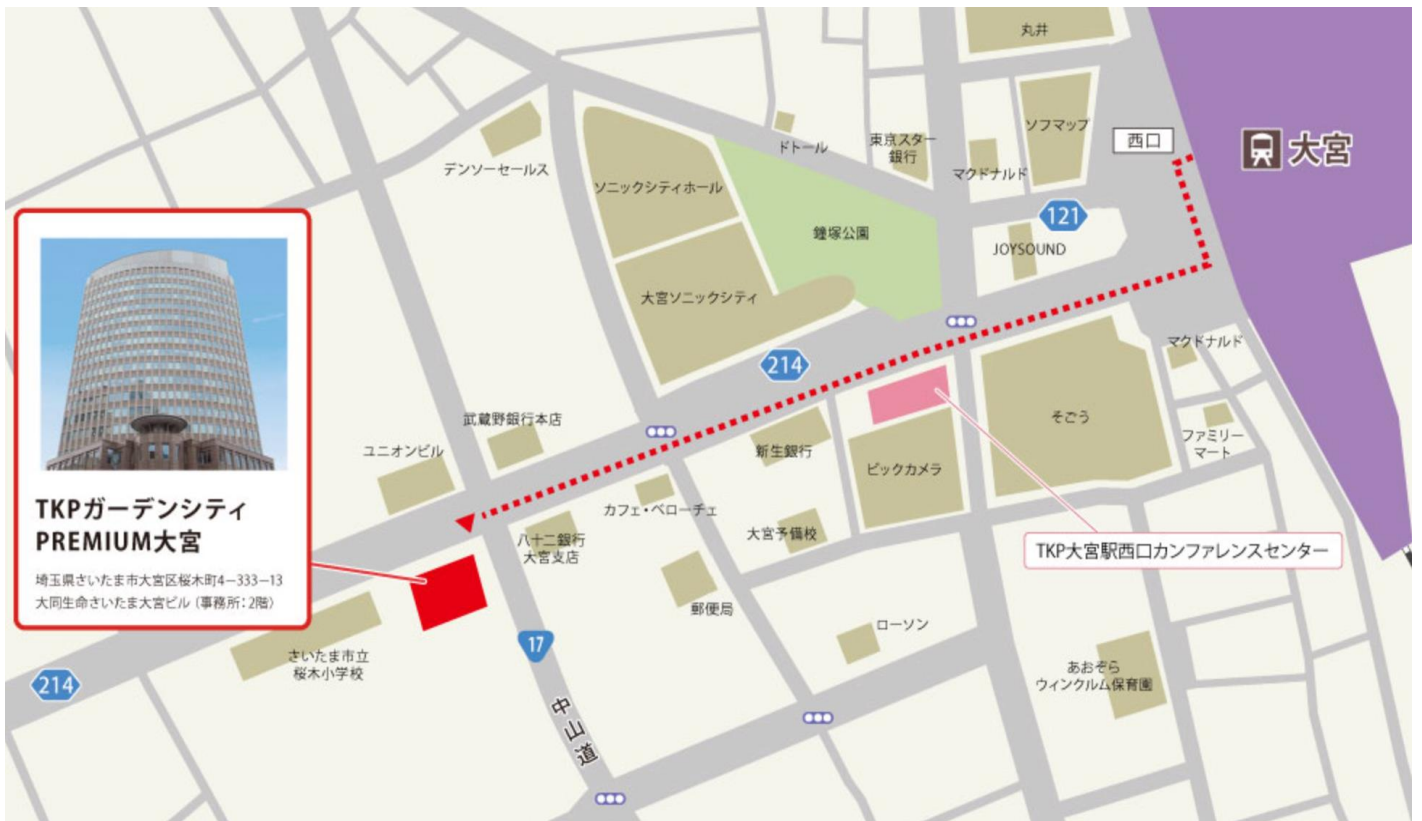 丸井
ソフマップ
西口
大宮
東京スター
銀行
ドトール
マクドナルド
デンソーセールス
ソニックシティホール
121
鐘塚公園
JOYSOUND
大宮ソニックシティ
マクドナルド
214
そごう
ファミリー
マート
武蔵野銀行本店
新生銀行
ユニオンビル
ビックカメラ
カフェ・ベローチェ
大宮予備校
八十二銀行
大宮支店
TKP大宮駅西口カンファレンスセンター
TKPガーデンシティ
PREMIUM大宮
埼玉県さいたま市大宮区桜木町4−333−13
大同生命さいたま大宮ビル（事務所：2階）
郵便局
ローソン
17
さいたま市立
桜木小学校
あおぞら
ウィンクルム保育園
214
中山道